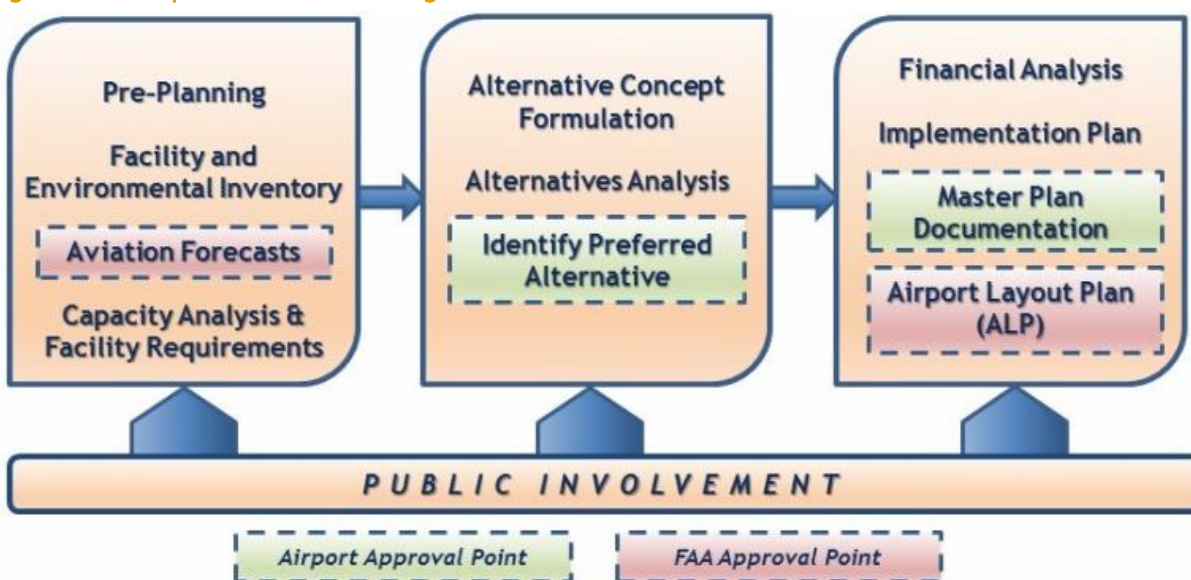 Pre-Planning
Facility and
Environmental Inventory
Aviation Forecasts
Capacity Analysis &
Facility Requirements
Alternative Concept
Formulation
Alternatives Analysis
Identify Preferred
Alternative
Financial Analysis
Implementation Plan
Master Plan
Documentation
Airport Layout Plan
(ALP)
PUBLIC INVOLVEMENT
Airport Approval Point
FAA Approval Point